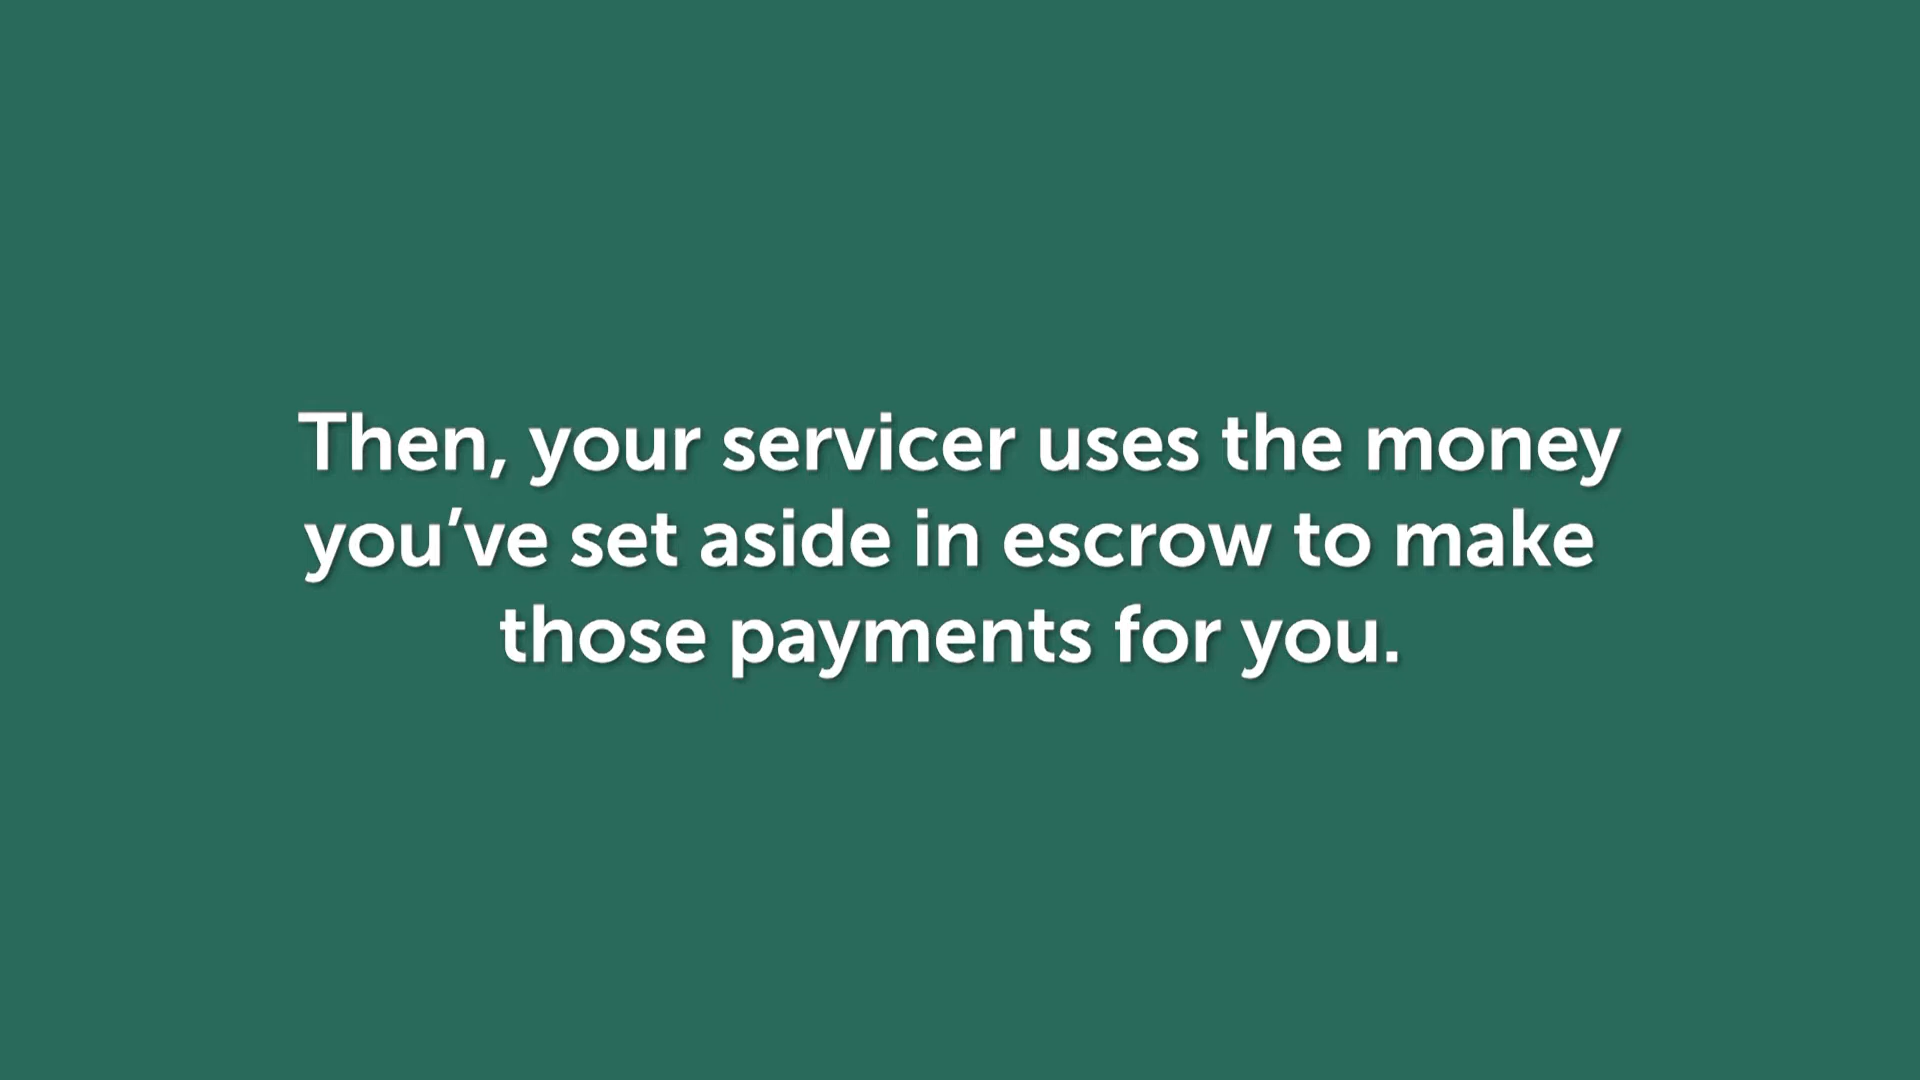 Then, your servicer uses the money
you’ve set aside in escrow to make
those payments for you.